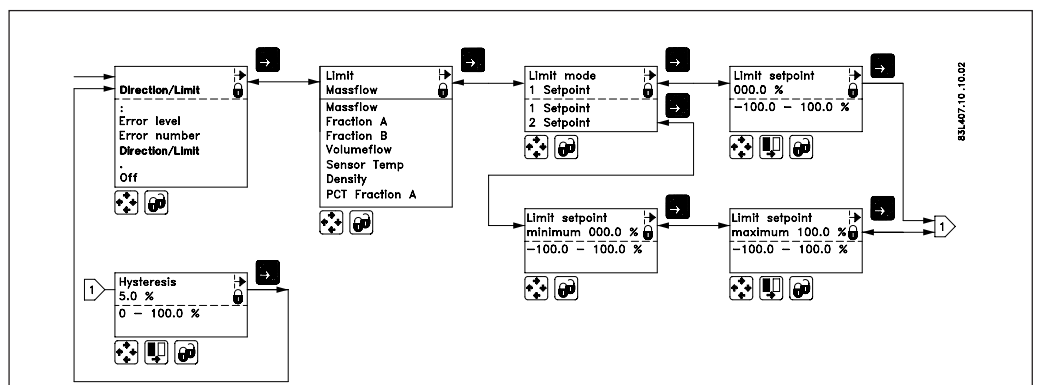 Direction/Limit
:
Error level
Error number
Direction/Limit
.
Off
Limit
Massflow
Massflow
Fraction A
Fraction B
Volumeflow
Sensor Temp
Density
PCT Fraction A
Limit mode
1 Setpoint
1 Setpoint
2 Setpoint
Limit setpoint
000.0 %
-100.0 - 100.0 %
83L407.10.10.02
Limit setpoint
minimum 000.0 %
-100.0 - 100.0 %
Limit setpoint
maximum 100.0 %
-100.0 - 100.0 %
1
1
Hysteresis
5.0 %
0 - 100.0 %